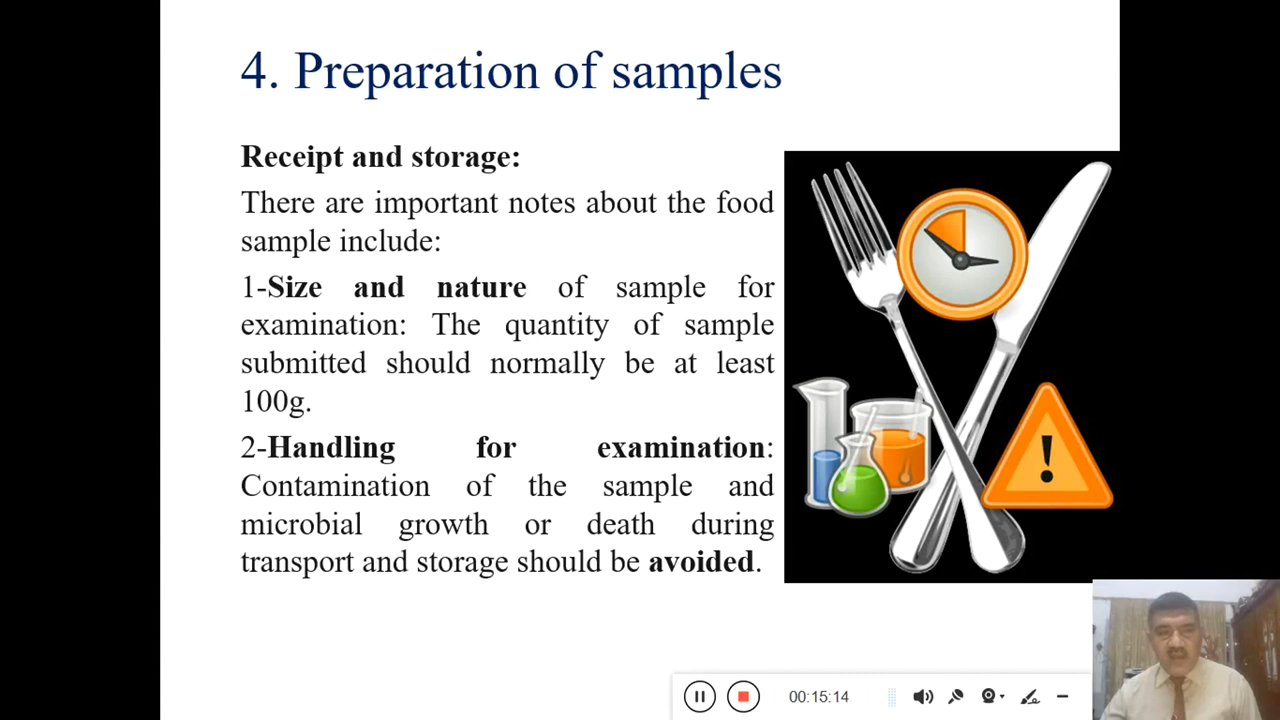 4. Preparation of samples
Receipt and storage:
There are important notes about the food
sample include:
1-Size and nature of sample for
examination: The quantity of sample
submitted should normally be at least
100g.
2-Handling for examination:
Contamination of the sample and
microbial growth or death during
transport and storage should be avoided.
!
00:15:14